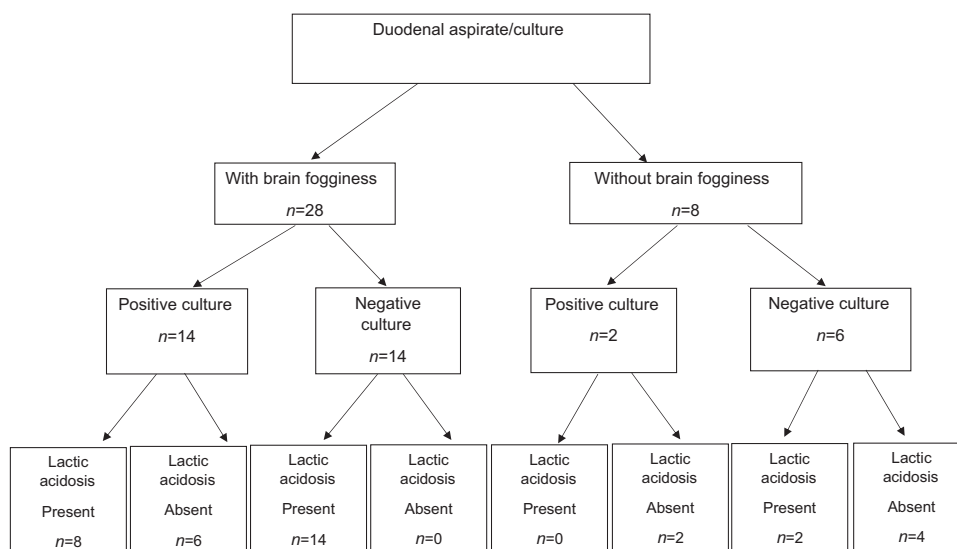 Duodenal aspirate/culture
With brain fogginess
n=28
Without brain fogginess
n=8
Positive culture
n=14
Negative
culture
n=14
Positive culture
n=2
Negative culture
n=6
Lactic
acidosis
Present
n=8
Lactic
acidosis
Absent
n=6
Lactic
acidosis
Present
n=14
Lactic
acidosis
Absent
n=0
Lactic
acidosis
Present
n=0
Lactic
acidosis
Absent
n=2
Lactic
acidosis
Present
n=2
Lactic
acidosis
Absent
n=4